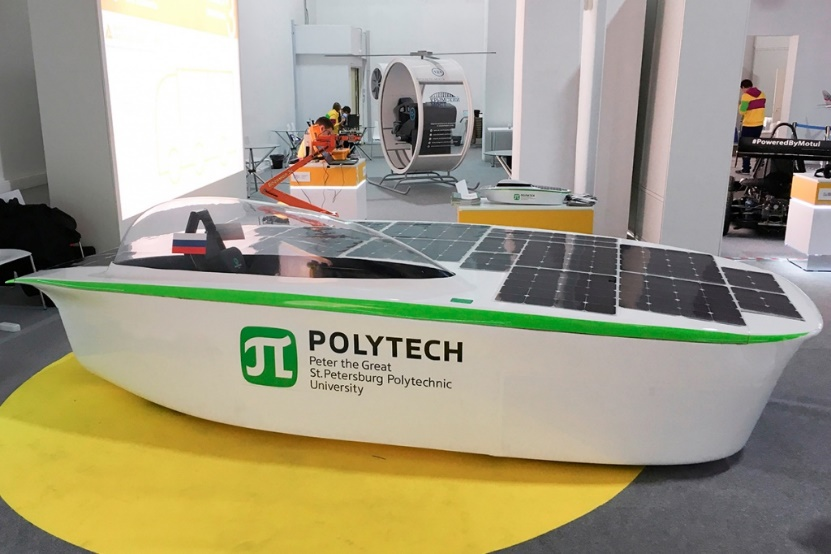 #PoweredByMotul
POLYTECH
Peter the Great
St.Petersburg Polytechnic
University